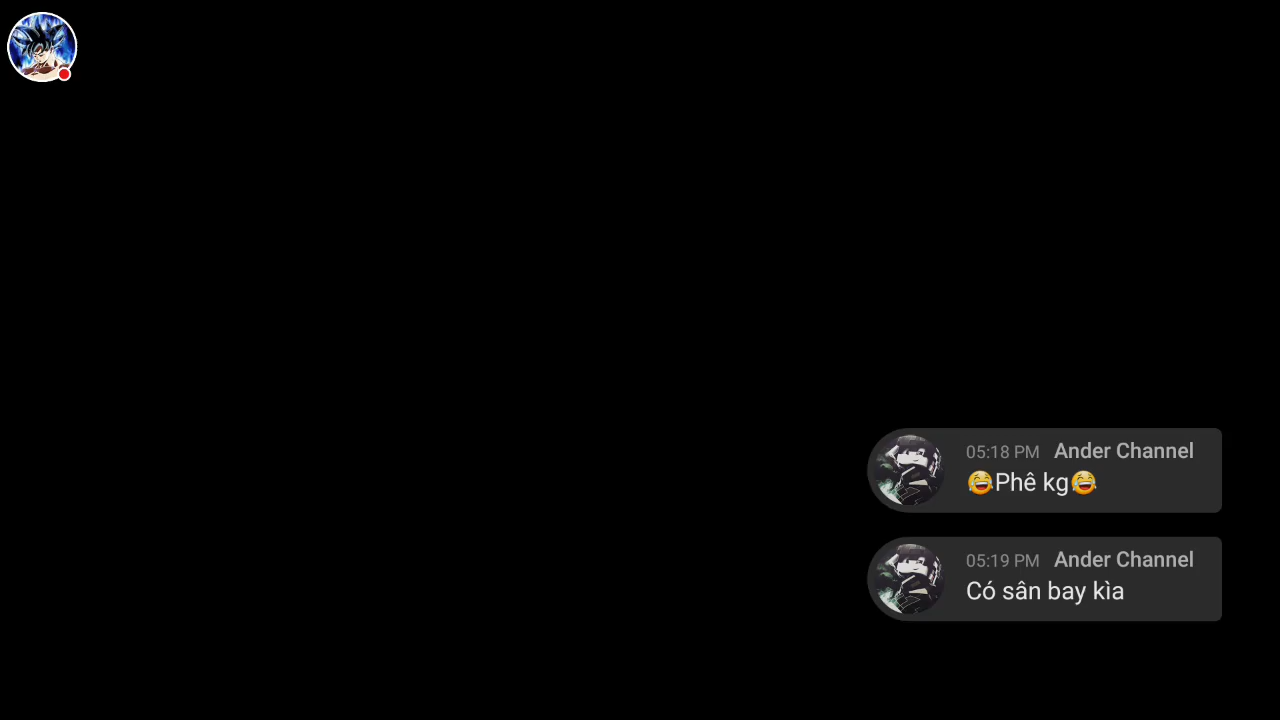 05:18 PM Ander Channel
😂Phê kg😂
05:19 PM Ander Channel
Có sân bay kìa